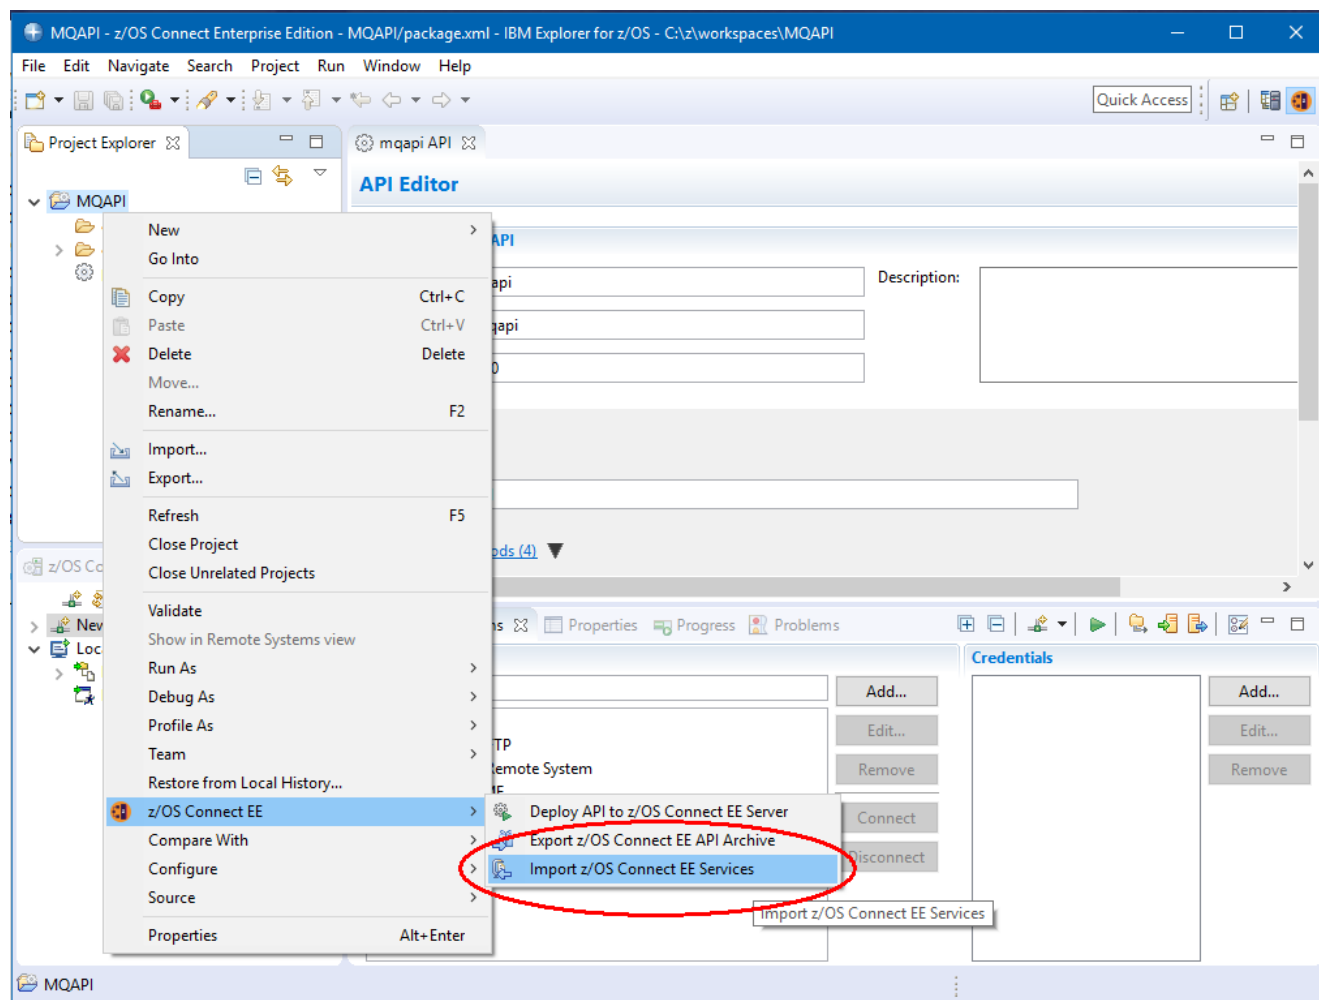 MQAPI - z/OS Connect Enterprise Edition - MQAPI/package.xml - IBM Explorer for z/OS - C:\z\workspaces\MQAPI
File Edit Navigate Search Project Run Window Help
Quick Access
Project Explorer
mqapi API
API Editor
MQAPI
New
Go Into
Copy Ctrl+C
Paste Ctrl+V
Delete Delete
Move...
Rename... F2
Import...
Export...
Refresh F5
Close Project
Close Unrelated Projects
Validate
Show in Remote Systems view
Run As
Debug As
Profile As
Team
Restore from Local History...
z/OS Connect EE
Compare With
Configure
Source
Properties Alt+Enter
API
api
Description:
qapi
0
ods (4)
z/OS Co
New
Loc
ns
Properties
Progress
Problems
Credentials
Add...
Edit...
Remove
Connect
Disconnect
Add...
Edit...
Remove
TP
Remote System
Deploy API to z/OS Connect EE Server
Export z/OS Connect EE API Archive
Import z/OS Connect EE Services
Import z/OS Connect EE Services
MQAPI